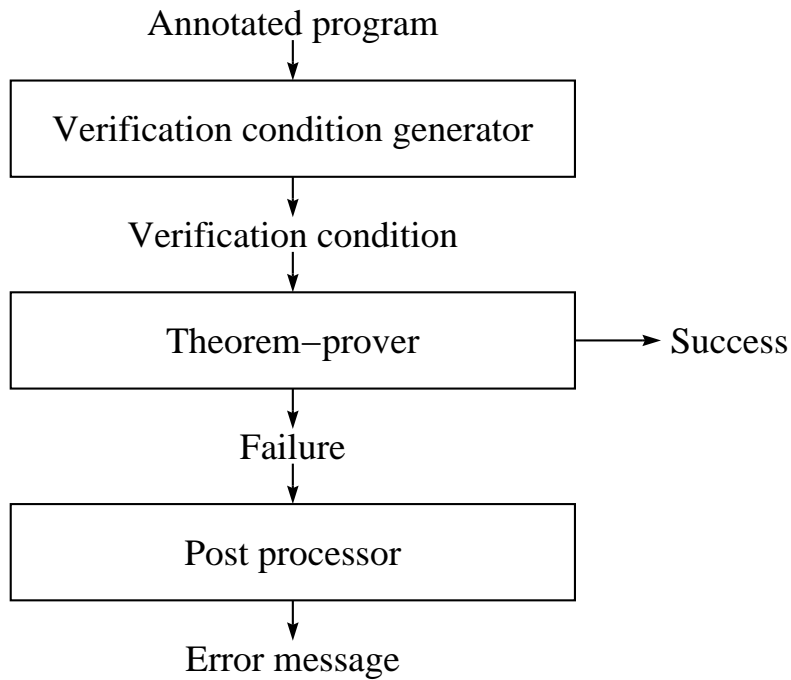 Annotated program
Verification condition generator
Verification condition
Theorem−prover
Success
Failure
Post processor
Error message